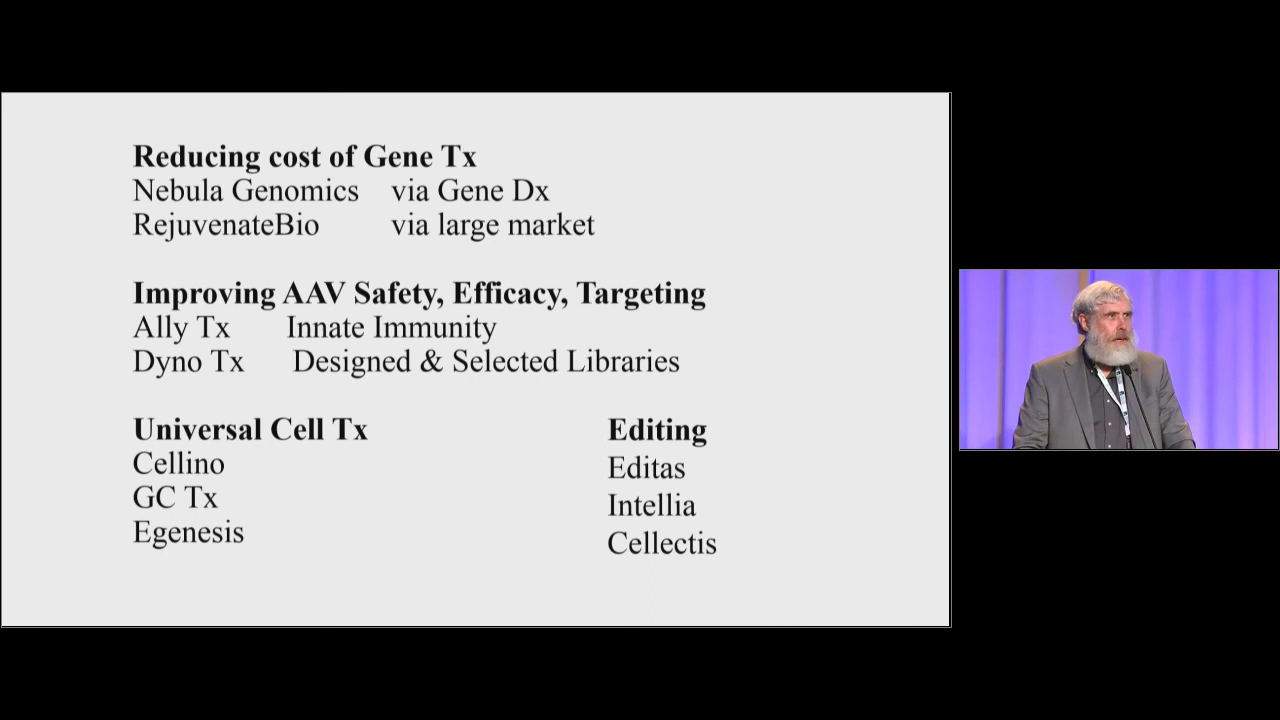 Reducing cost of Gene Tx
Nebula Genomics via Gene Dx
RejuvenateBio via large market
Improving AAV Safety, Efficacy, Targeting
Ally Tx Innate Immunity
Dyno Tx Designed & Selected Libraries
Universal Cell Tx
Cellino
GC Tx
Egenesis
Editing
Editas
Intellia
Cellectis